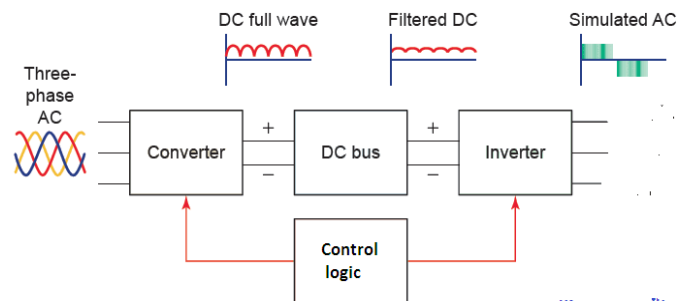 DC full wave
Filtered DC
Simulated AC
Three-
phase
AC
+
+
Converter
DC bus
Inverter
−
−
Control
logic